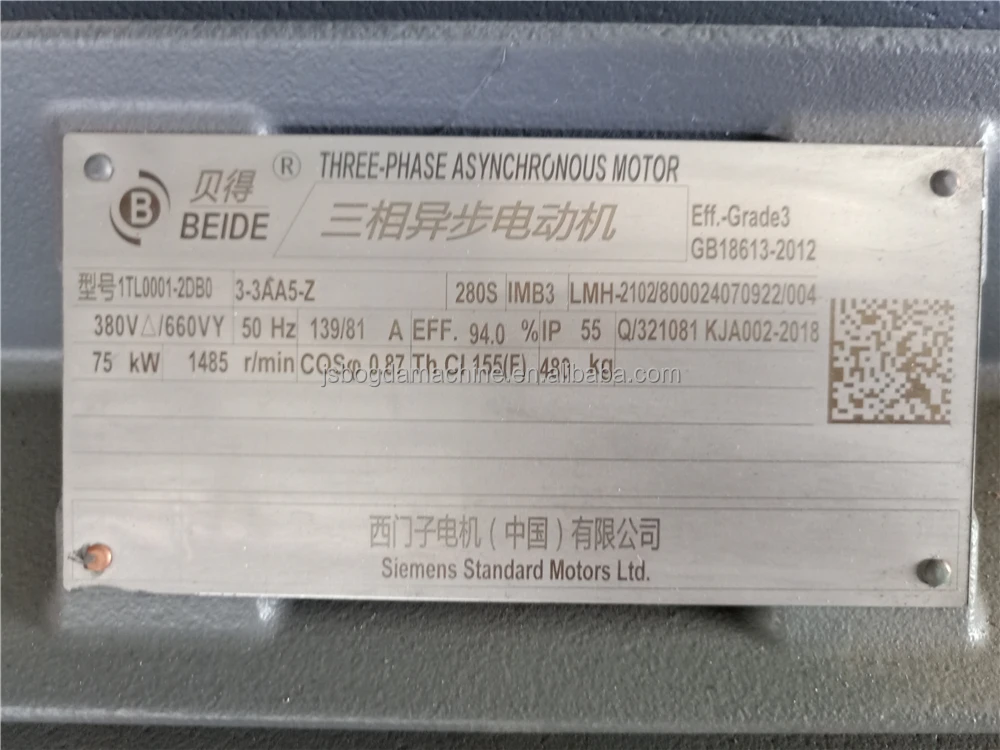 贝得 ® THREE-PHASE ASYNCHRONOUS MOTOR
B BEIDE 三相异步电动机 Eff.-Grade3
GB18613-2012
型号1TL0001-2DB0 3-3AA5-Z 280S IMB3 LMH-2102/800024070922/004
380V△/660VY 50 Hz 139/81 A EFF. 94.0 % IP 55 Q/321081 KJA002-2018
75 kW 1485 r/min COSφ 0.87 Th.Cl.155(F) 480 kg
jsbogdamachine.en.alibaba.com
西门子电机(中国)有限公司
Siemens Standard Motors Ltd.